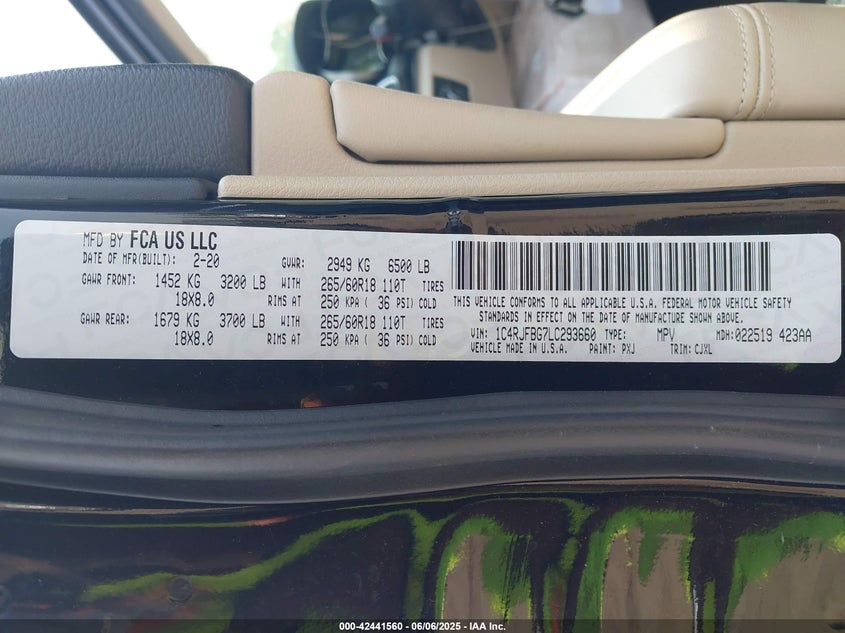 MFD BY FCA US LLC
DATE OF MFR(BUILT): 2-20 GVWR: 2949 KG 6500 LB
GAWR FRONT: 1452 KG 3200 LB WITH 265/60R18 110T TIRES
18X8.0 RIMS AT 250 KPA ( 36 PSI) COLD
GAWR REAR: 1679 KG 3700 LB WITH 265/60R18 110T TIRES
18X8.0 RIMS AT 250 KPA ( 36 PSI) COLD
THIS VEHICLE CONFORMS TO ALL APPLICABLE U.S.A. FEDERAL MOTOR VEHICLE SAFETY
STANDARDS IN EFFECT ON THE DATE OF MANUFACTURE SHOWN ABOVE.
VIN: 1C4RJFBG7LC293660 TYPE: MPV MDH:022519 423AA
VEHICLE MADE IN U.S.A. PAINT: PXJ TRIM: CJXL
000-42441560 - 06/06/2025 - IAA Inc.